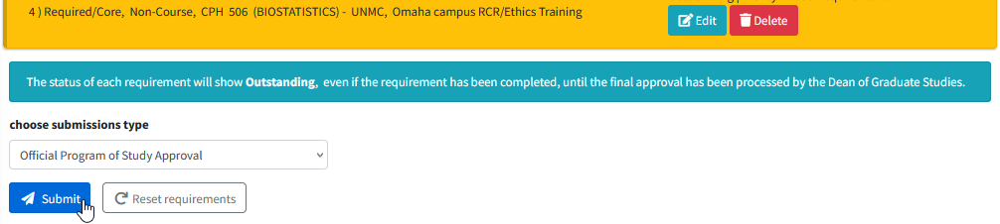 4 ) Required/Core, Non-Course, CPH 506 (BIOSTATISTICS) - UNMC, Omaha campus RCR/Ethics Training
Edit
Delete
The status of each requirement will show Outstanding, even if the requirement has been completed, until the final approval has been processed by the Dean of Graduate Studies.
choose submissions type
Official Program of Study Approval
Submit
Reset requirements